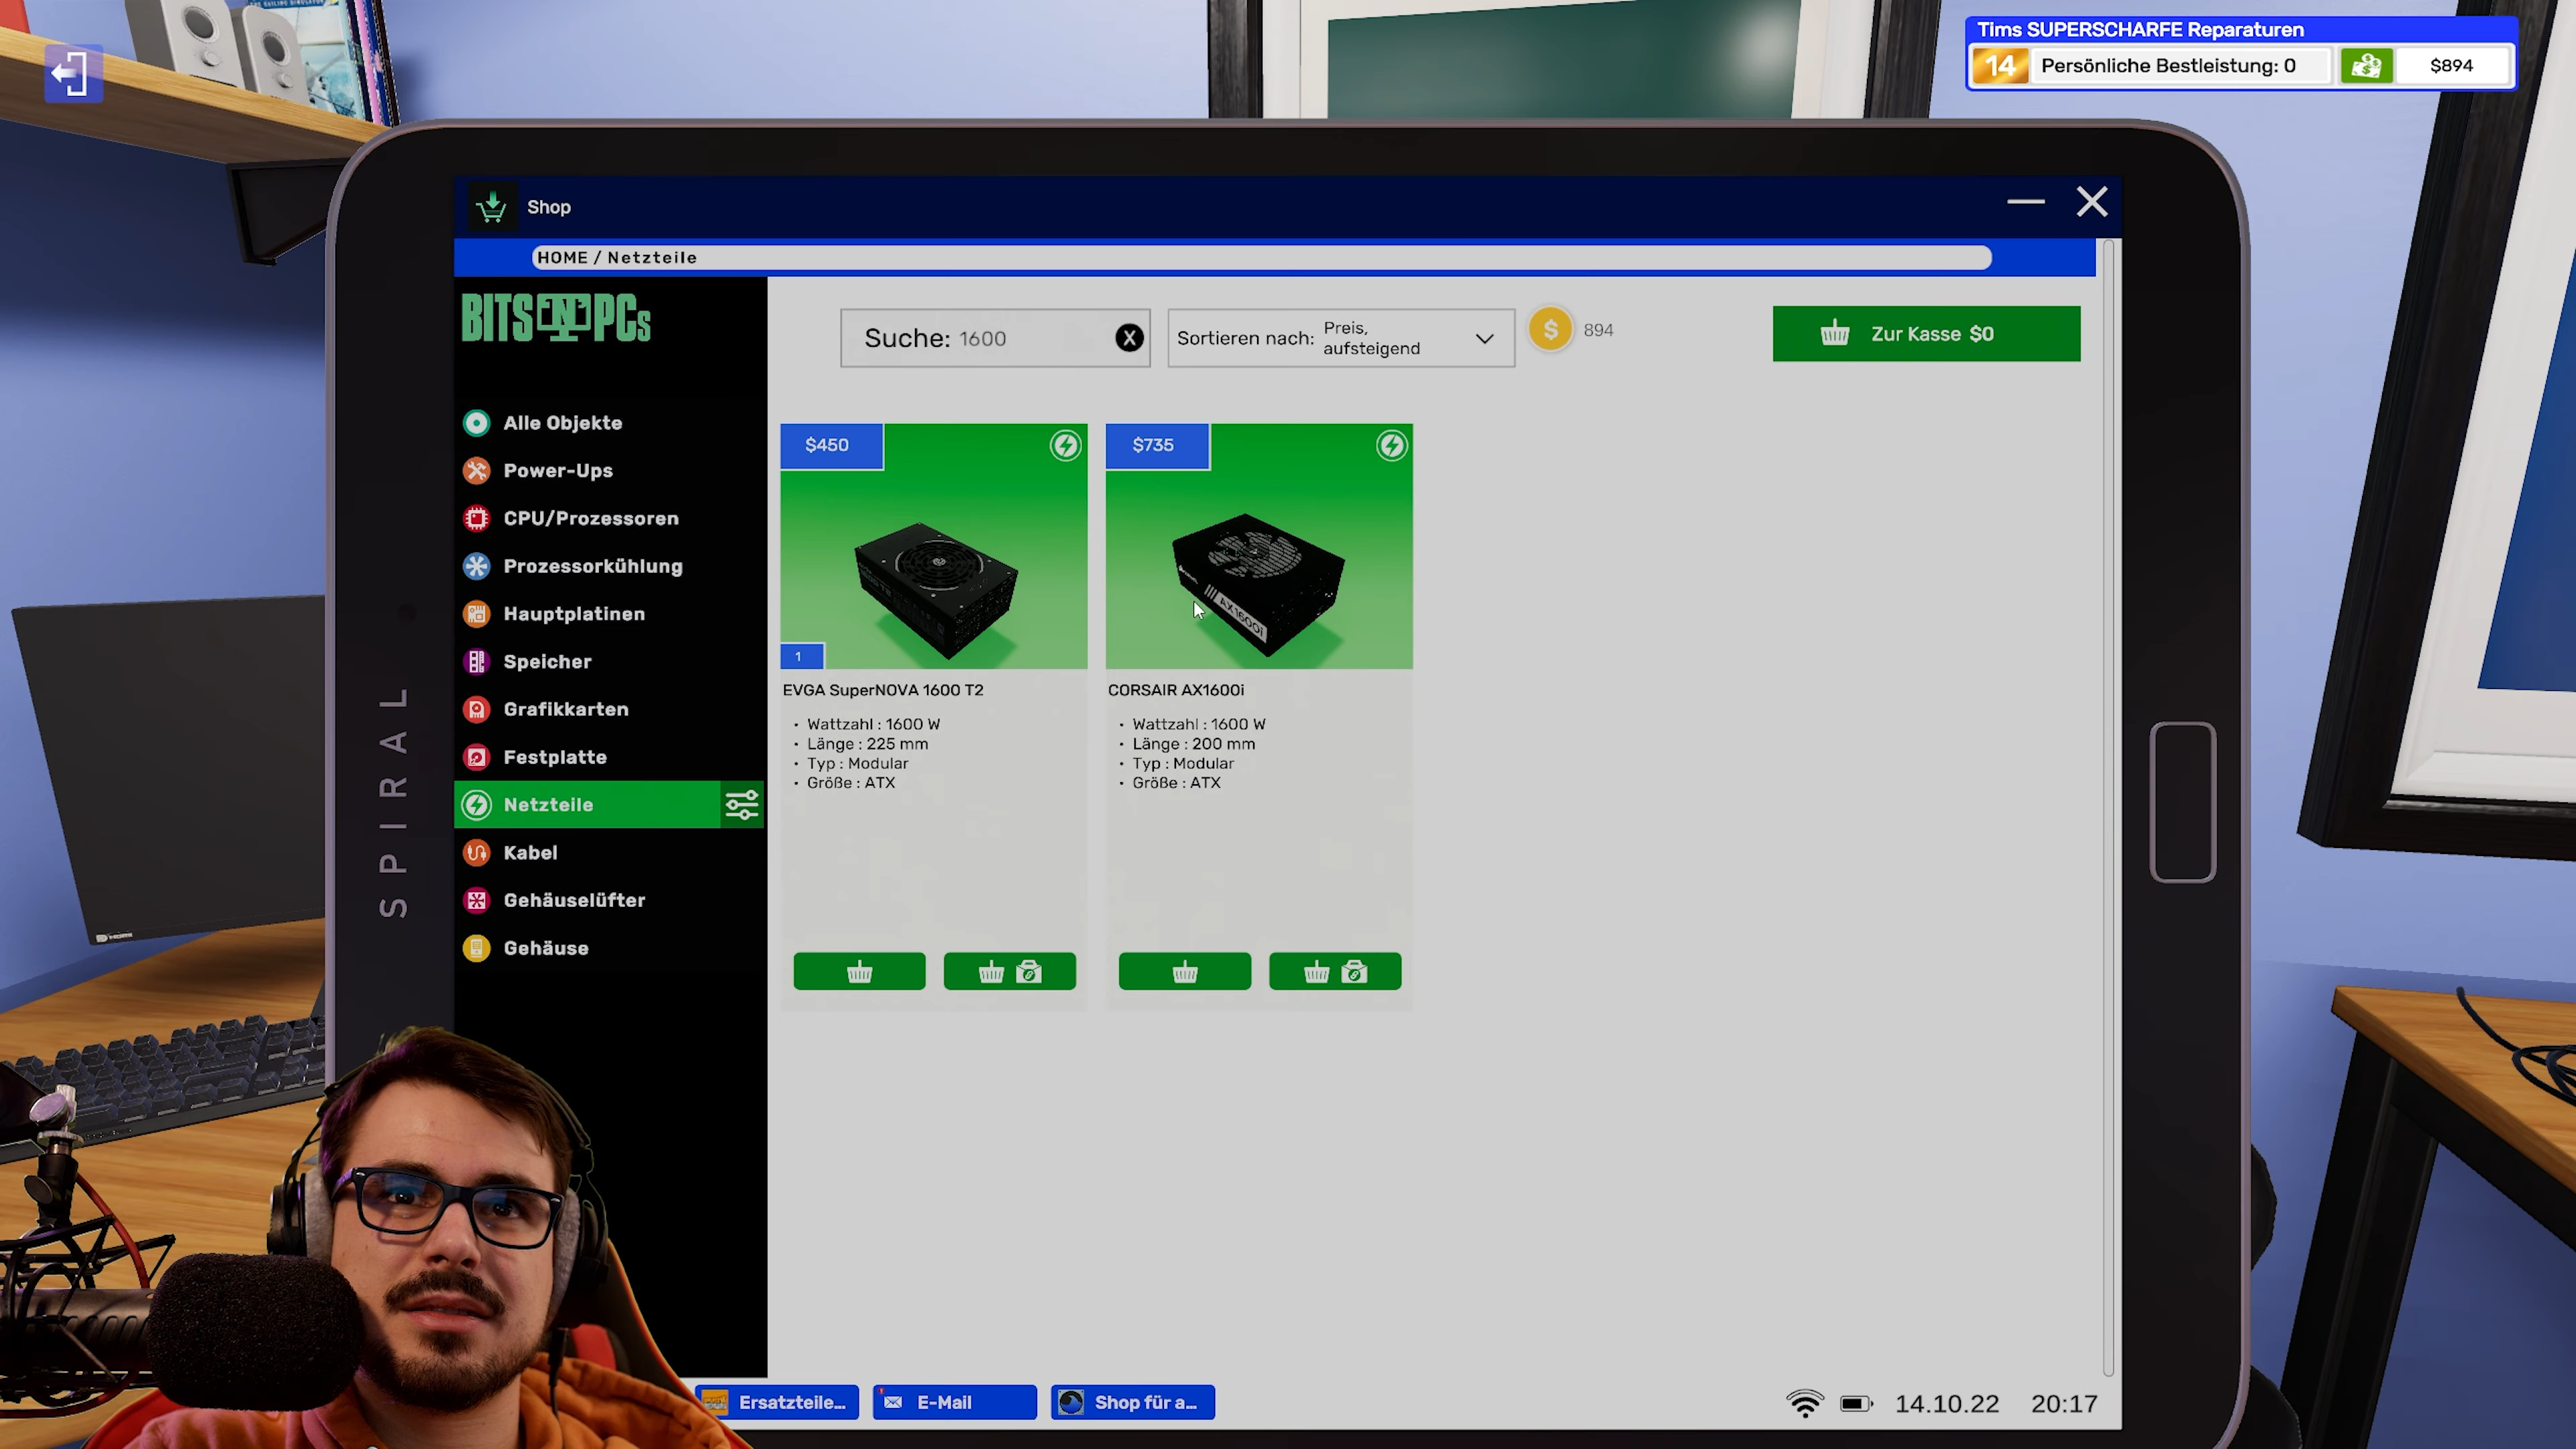 Tims SUPERSCHARFE Reparaturen
14 Persönliche Bestleistung: 0 $894
Shop
HOME / Netzteile
BITS N PCs
Suche: 1600 X
Sortieren nach: Preis,
aufsteigend
$ 894
Zur Kasse $0
Alle Objekte
Power-Ups
CPU/Prozessoren
Prozessorkühlung
Hauptplatinen
Speicher
Grafikkarten
Festplatte
Netzteile
Kabel
Gehäuselüfter
Gehäuse
$450
1
EVGA SuperNOVA 1600 T2
• Wattzahl : 1600 W
• Länge : 225 mm
• Typ : Modular
• Größe : ATX
$735
AX1600i
CORSAIR AX1600i
• Wattzahl : 1600 W
• Länge : 200 mm
• Typ : Modular
• Größe : ATX
SPIRAL
Ersatzteile...
E-Mail
Shop für a...
14.10.22 20:17